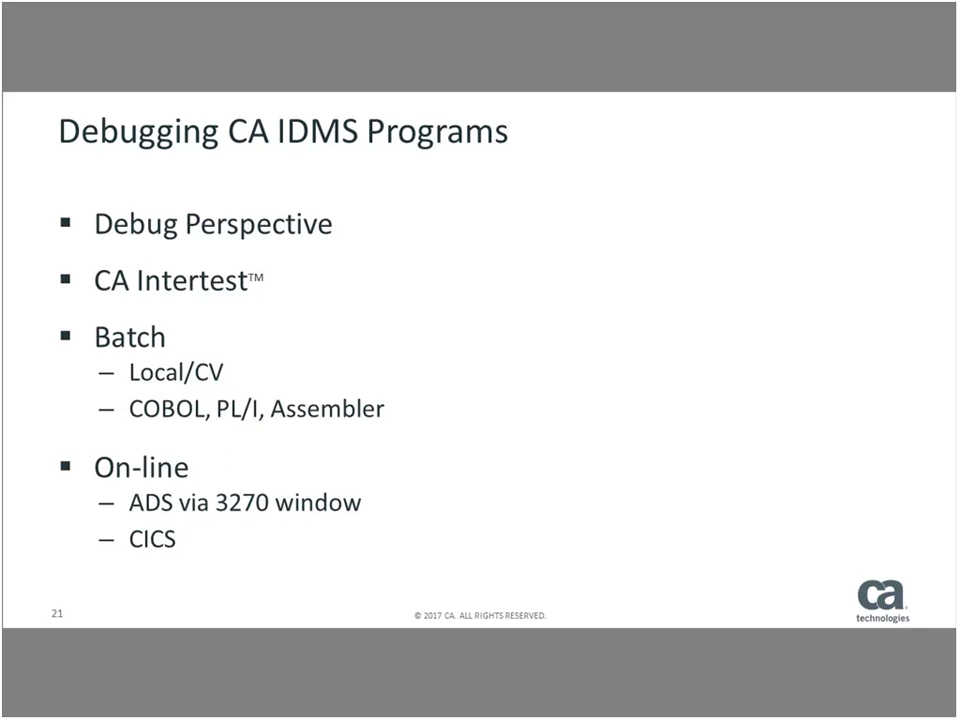 Debugging CA IDMS Programs
▪ Debug Perspective
▪ CA Intertest™
▪ Batch
– Local/CV
– COBOL, PL/I, Assembler
▪ On-line
– ADS via 3270 window
– CICS
21
© 2017 CA. ALL RIGHTS RESERVED.
ca
technologies